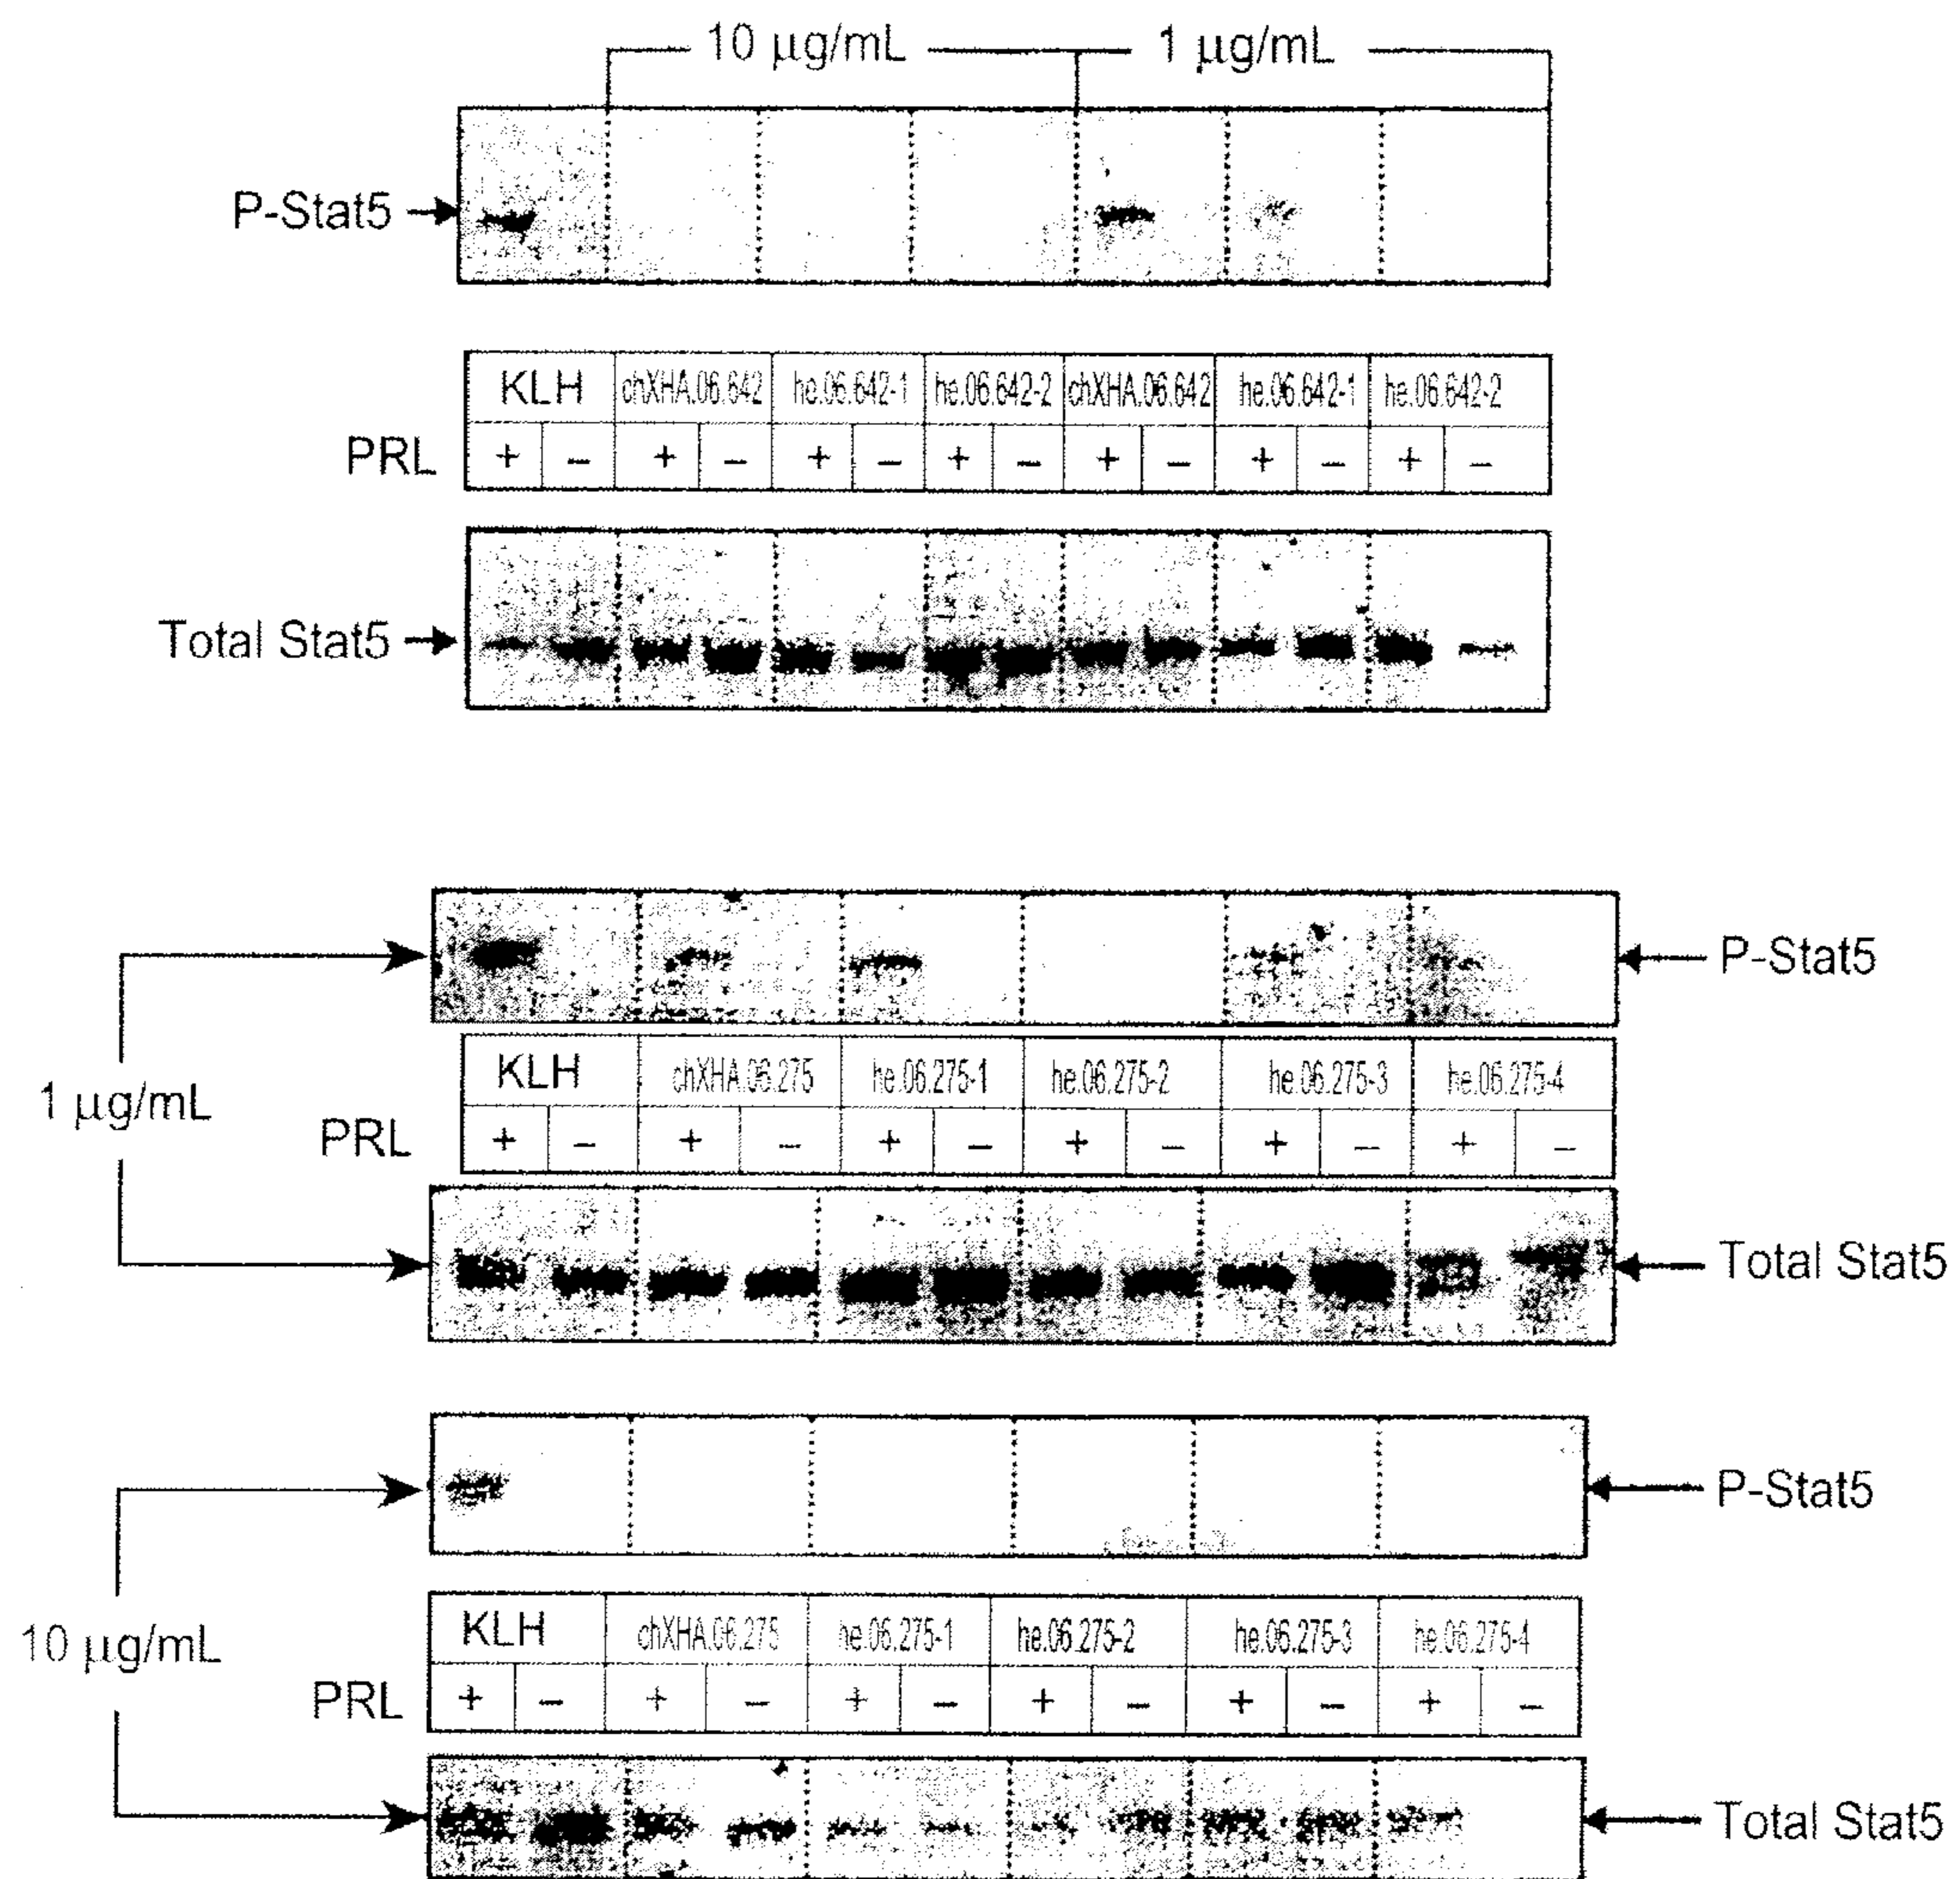 10 μg/mL 1 μg/mL
P-Stat5
KLH chXHA.06.642 he.06.642-1 he.06.642-2 chXHA.06.642 he.06.642-1 he.06.642-2
PRL + – + – + – + – + – + – + –
Total Stat5
P-Stat5
KLH chXHA.06.275 he.06.275-1 he.06.275-2 he.06.275-3 he.06.275-4
1 μg/mL
PRL + – + – + – + – + – + –
Total Stat5
P-Stat5
KLH chXHA.06.275 he.06.275-1 he.06.275-2 he.06.275-3 he.06.275-4
10 μg/mL
PRL + – + – + – + – + – + –
Total Stat5